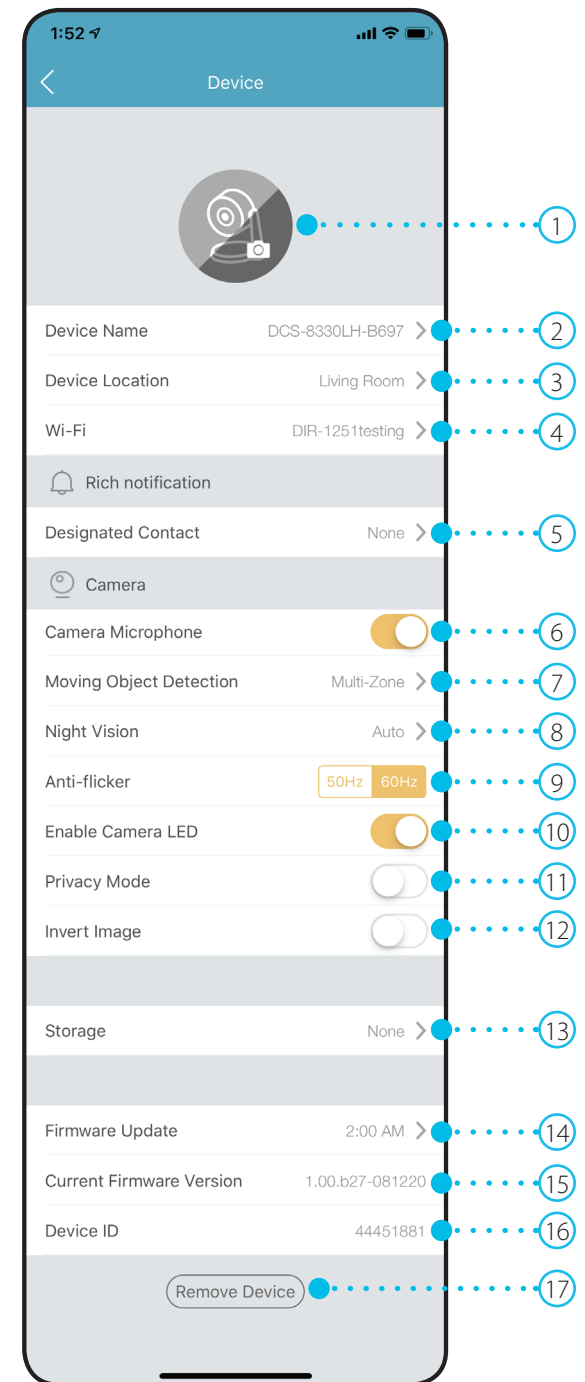 1:52
Device
1
Device Name DCS-8330LH-B697 2
Device Location Living Room 3
Wi-Fi DIR-1251testing 4
Rich notification
Designated Contact None 5
Camera
Camera Microphone 6
Moving Object Detection Multi-Zone 7
Night Vision Auto 8
Anti-flicker 50Hz 60Hz 9
Enable Camera LED 10
Privacy Mode 11
Invert Image 12
Storage None 13
Firmware Update 2:00 AM 14
Current Firmware Version 1.00.b27-081220 15
Device ID 44451881 16
Remove Device 17